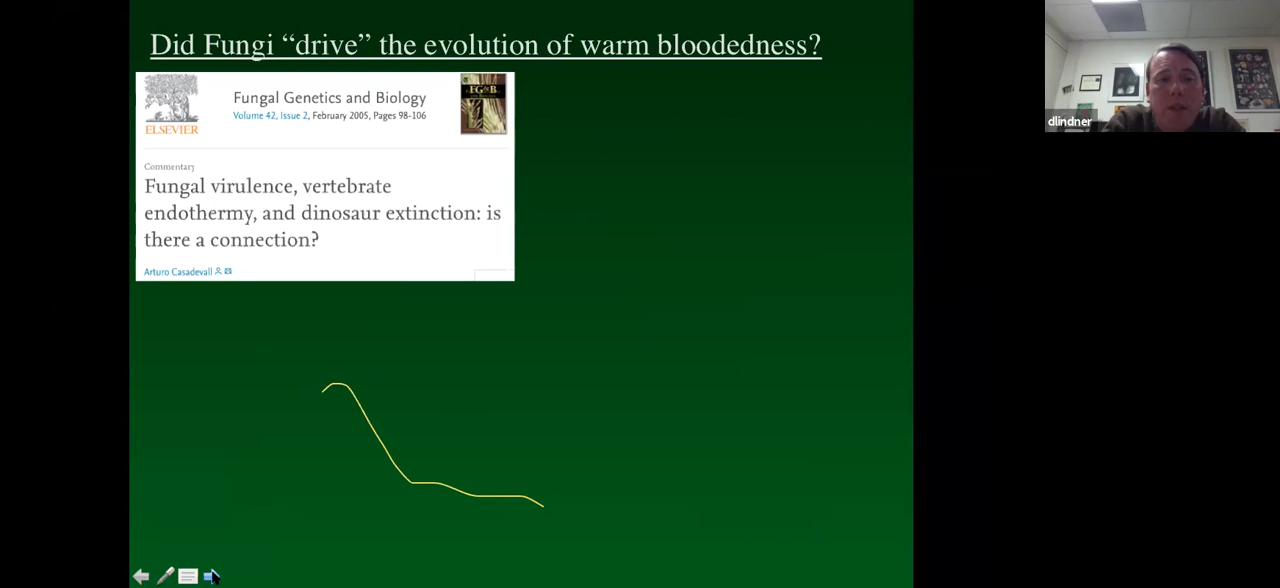 Did Fungi “drive” the evolution of warm bloodedness?
ELSEVIER
Fungal Genetics and Biology
Volume 42, Issue 2, February 2005, Pages 98-106
FG&B
Commentary
Fungal virulence, vertebrate
endothermy, and dinosaur extinction: is
there a connection?
Arturo Casadevall
dlindner